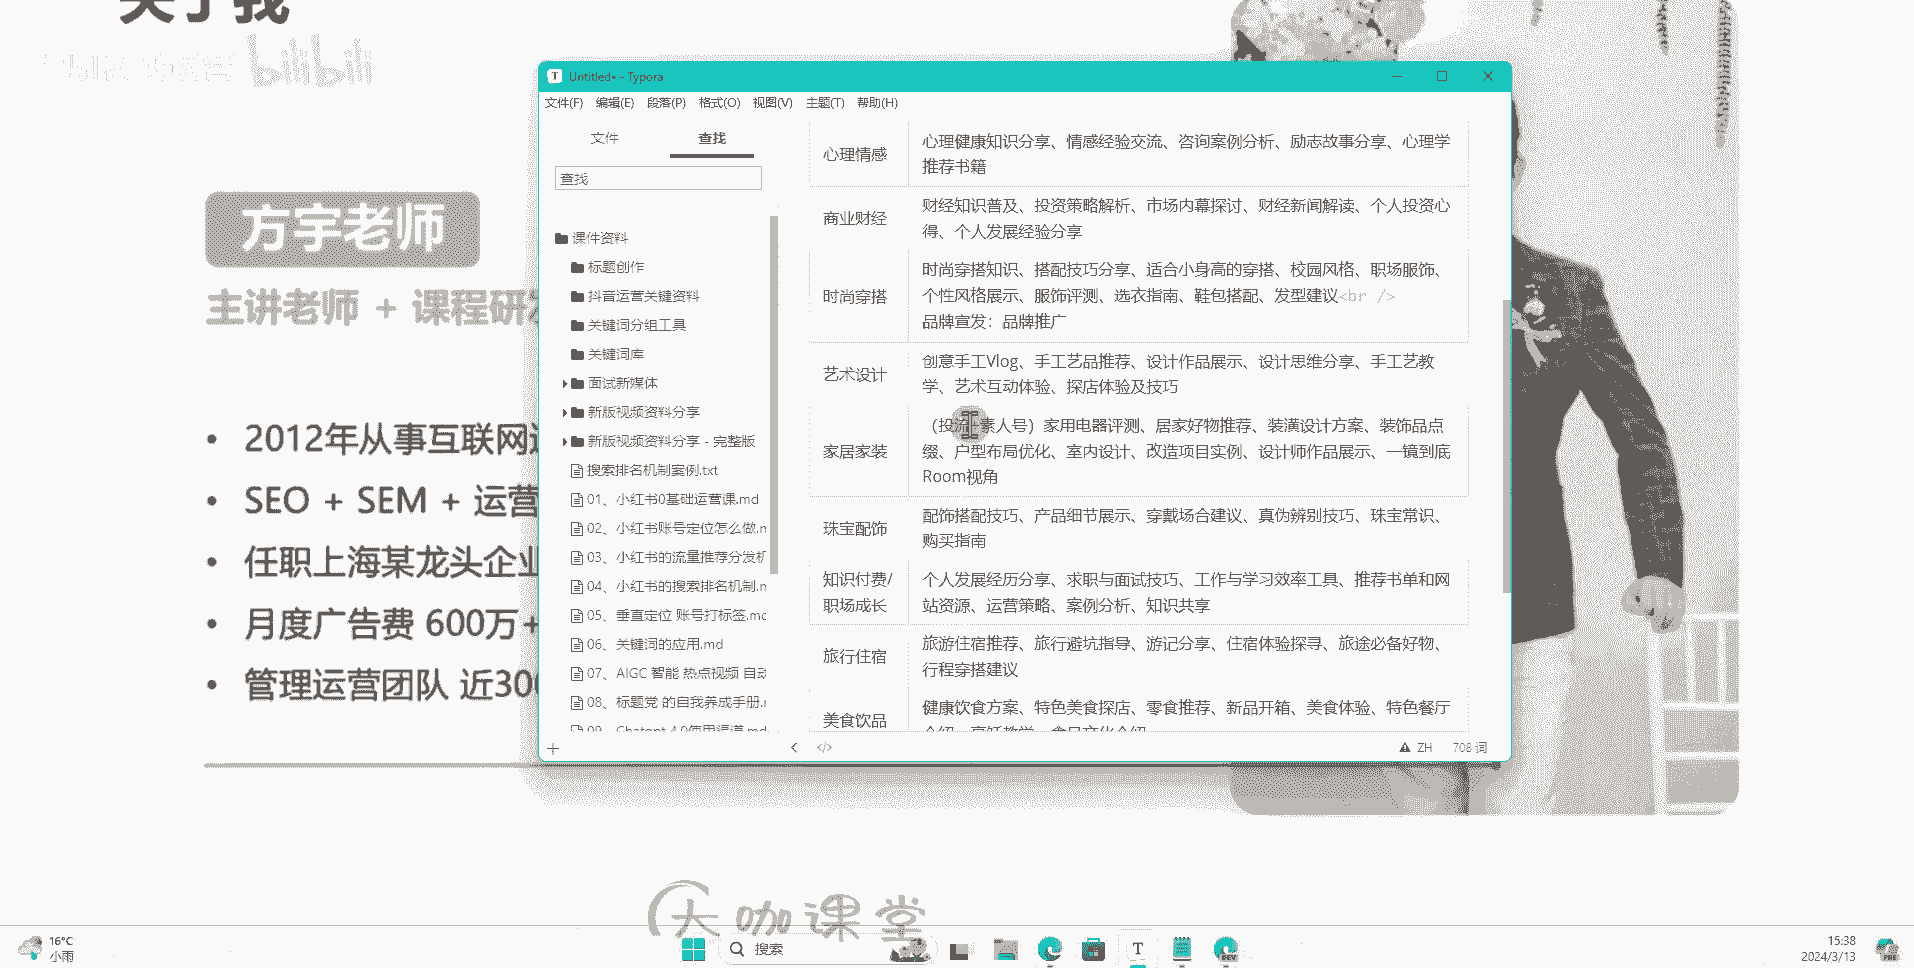 关于我
bilibili
方宇老师
主讲老师 + 课程研发
• 2012年从事互联网
• SEO + SEM + 运营
• 任职上海某龙头企业
• 月度广告费 600万+
• 管理运营团队 近300
Untitled• - Typora
文件(F) 编辑(E) 段落(P) 格式(O) 视图(V) 主题(T) 帮助(H)
文件 查找
查找
课件资料
标题创作
抖音运营关键资料
关键词分组工具
关键词库
面试新媒体
新版视频资料分享
新版视频资料分享 - 完整版
搜索排名机制案例.txt
01、小红书0基础运营课.md
02、小红书账号定位怎么做.m
03、小红书的流量推荐分发机
04、小红书的搜索排名机制.m
05、垂直定位 账号打标签.md
06、关键词的应用.md
07、AIGC 智能 热点视频 自动
08、标题党 的自我养成手册.m
09、Chatgpt 4.0使用渠道.md
心理情感
心理健康知识分享、情感经验交流、咨询案例分析、励志故事分享、心理学
推荐书籍
商业财经
财经知识普及、投资策略解析、市场内幕探讨、财经新闻解读、个人投资心
得、个人发展经验分享
时尚穿搭
时尚穿搭知识、搭配技巧分享、适合小身高的穿搭、校园风格、职场服饰、
个性风格展示、服饰评测、选衣指南、鞋包搭配、发型建议<br />
品牌宣发：品牌推广
艺术设计
创意手工Vlog、手工艺品推荐、设计作品展示、设计思维分享、手工艺教
学、艺术互动体验、探店体验及技巧
家居家装
（投流+素人号）家用电器评测、居家好物推荐、装潢设计方案、装饰品点
缀、户型布局优化、室内设计、改造项目实例、设计师作品展示、一镜到底
Room视角
珠宝配饰
配饰搭配技巧、产品细节展示、穿戴场合建议、真伪辨别技巧、珠宝常识、
购买指南
知识付费/
职场成长
个人发展经历分享、求职与面试技巧、工作与学习效率工具、推荐书单和网
站资源、运营策略、案例分析、知识共享
旅行住宿
旅游住宿推荐、旅行避坑指导、游记分享、住宿体验探寻、旅途必备好物、
行程穿搭建议
美食饮品
健康饮食方案、特色美食探店、零食推荐、新品开箱、美食体验、特色餐厅
介绍、烹饪教学、食品文化介绍
ZH 708 词
大咖课堂
16°C
小雨
搜索
15:38
2024/3/13